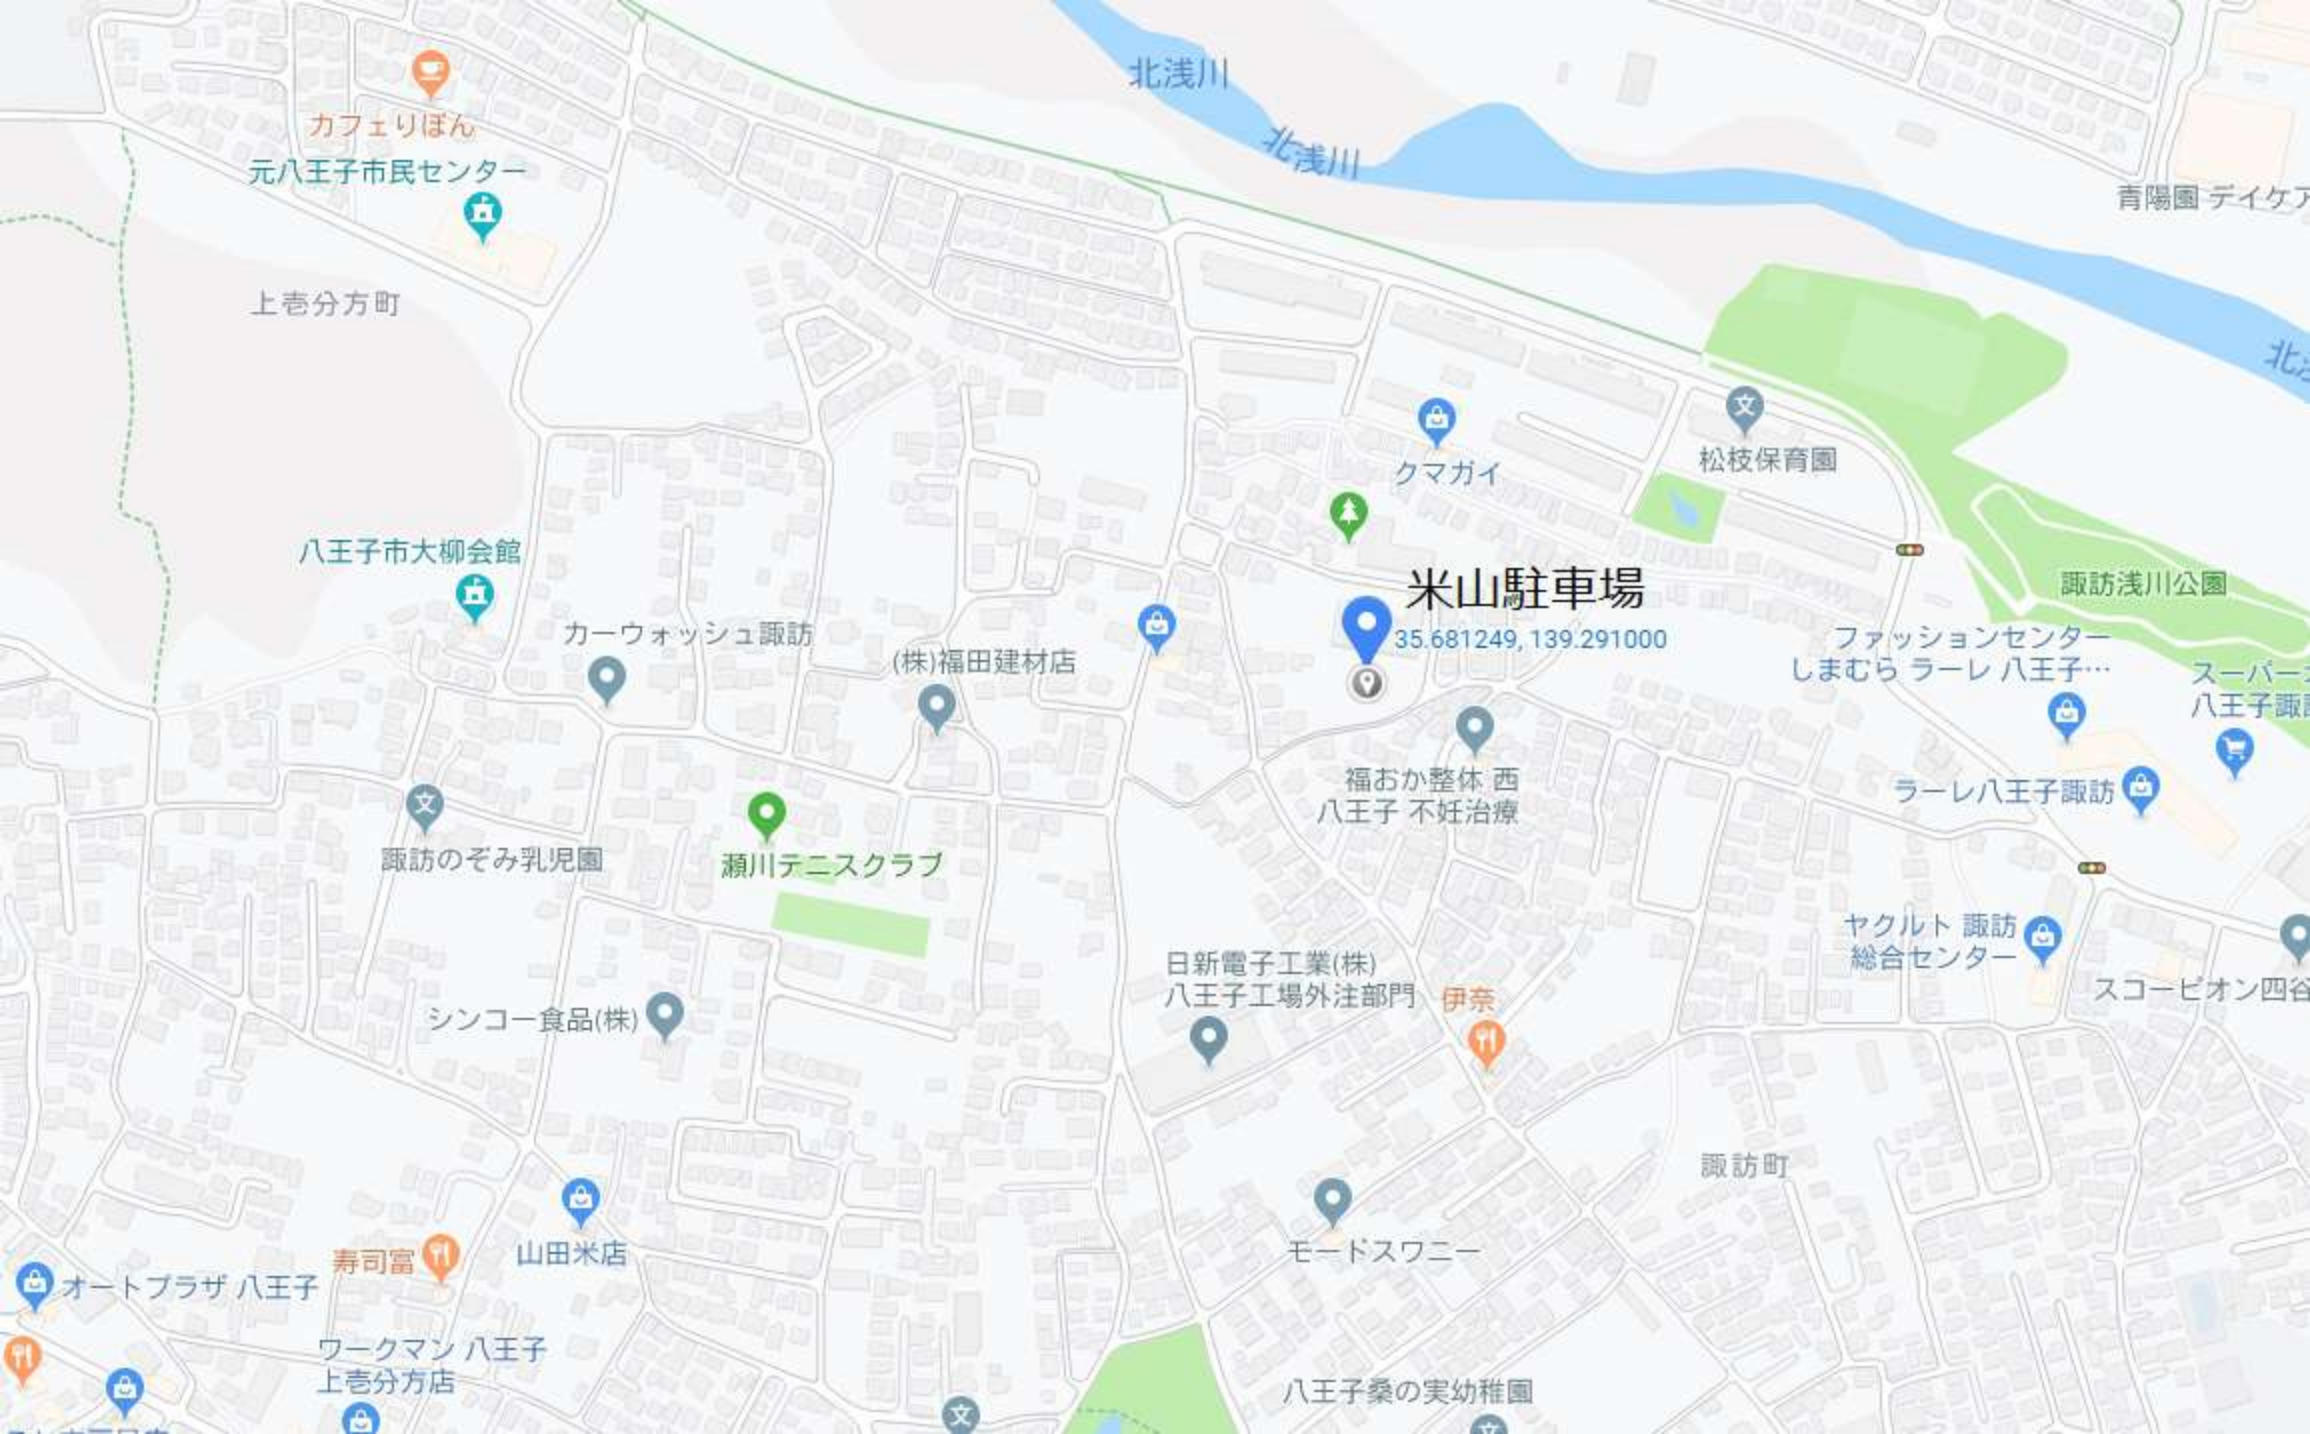 北浅川
カフェりぼん
北浅川
元八王子市民センター
青陽園 デイケア
上壱分方町
クマガイ
松枝保育園
八王子市大柳会館
米山駐車場
諏訪浅川公園
カーウォッシュ諏訪
35.681249, 139.291000
ファッションセンター
しまむら ラーレ 八王子…
(株)福田建材店
スーパー
八王子諏
福おか整体 西
八王子 不妊治療
ラーレ八王子諏訪
諏訪のぞみ乳児園
瀬川テニスクラブ
ヤクルト 諏訪
総合センター
日新電子工業(株)
八王子工場外注部門
伊奈
スコーピオン四谷
シンコー食品(株)
諏訪町
山田米店
モードスワニー
寿司富
オートプラザ 八王子
ワークマン 八王子
上壱分方店
八王子桑の実幼稚園
文
文
文
文